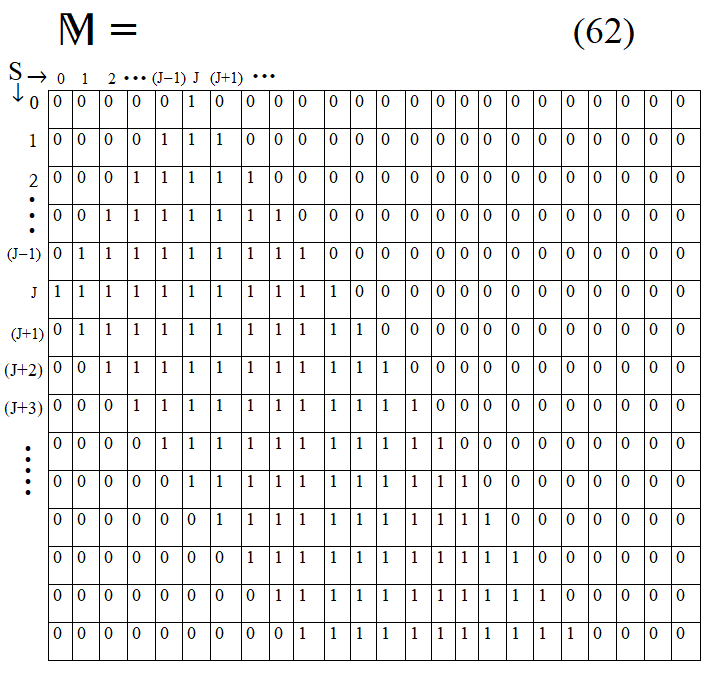 𝕄 = (62)
S → 0 1 2 ••• (J−1) J (J+1) •••
↓ 0 0 0 0 0 0 1 0 0 0 0 0 0 0 0 0 0 0 0 0 0 0 0 0 0
1 0 0 0 0 1 1 1 0 0 0 0 0 0 0 0 0 0 0 0 0 0 0 0 0
2 0 0 0 1 1 1 1 1 0 0 0 0 0 0 0 0 0 0 0 0 0 0 0 0
••• 0 0 1 1 1 1 1 1 1 0 0 0 0 0 0 0 0 0 0 0 0 0 0 0
(J−1) 0 1 1 1 1 1 1 1 1 1 0 0 0 0 0 0 0 0 0 0 0 0 0 0
J 1 1 1 1 1 1 1 1 1 1 1 0 0 0 0 0 0 0 0 0 0 0 0 0
(J+1) 0 1 1 1 1 1 1 1 1 1 1 1 0 0 0 0 0 0 0 0 0 0 0 0
(J+2) 0 0 1 1 1 1 1 1 1 1 1 1 1 0 0 0 0 0 0 0 0 0 0 0
(J+3) 0 0 0 1 1 1 1 1 1 1 1 1 1 1 0 0 0 0 0 0 0 0 0 0
••••• 0 0 0 0 1 1 1 1 1 1 1 1 1 1 1 0 0 0 0 0 0 0 0 0
0 0 0 0 0 1 1 1 1 1 1 1 1 1 1 1 0 0 0 0 0 0 0 0
0 0 0 0 0 0 1 1 1 1 1 1 1 1 1 1 1 0 0 0 0 0 0 0
0 0 0 0 0 0 0 1 1 1 1 1 1 1 1 1 1 1 0 0 0 0 0 0
0 0 0 0 0 0 0 0 1 1 1 1 1 1 1 1 1 1 1 0 0 0 0 0
0 0 0 0 0 0 0 0 0 1 1 1 1 1 1 1 1 1 1 1 0 0 0 0